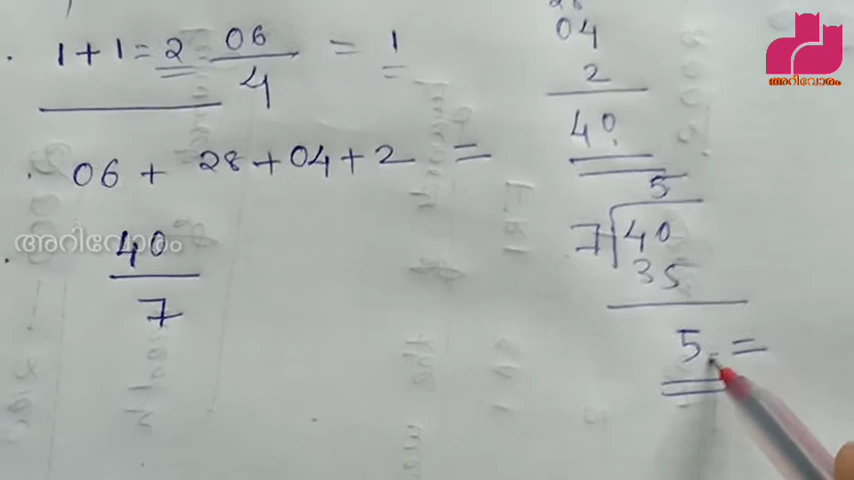 1 + 1 = 2 06/4 = 1
06 + 28 + 04 + 2 =
40
7
04
2
40
5
7 40
35
5 =
അറിവോരം
അറിവോരം